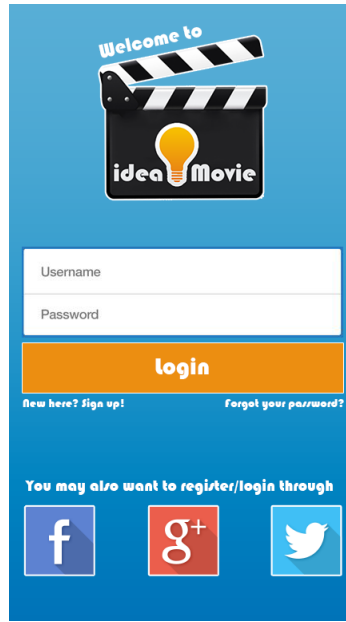 Welcome to
idea Movie
Username
Password
Login
New here? Sign up!
Forgot your password?
You may also want to register/login through
f
g+